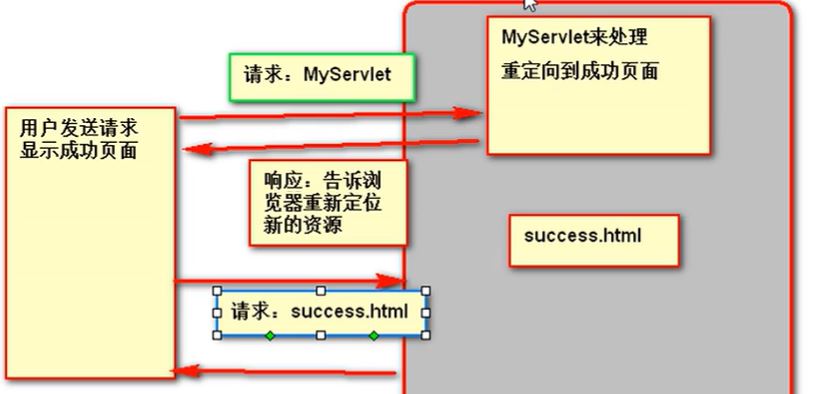 MyServlet来处理
重定向到成功页面
请求：MyServlet
用户发送请求
显示成功页面
响应：告诉浏
览器重新定位
新的资源
success.html
请求：success.html